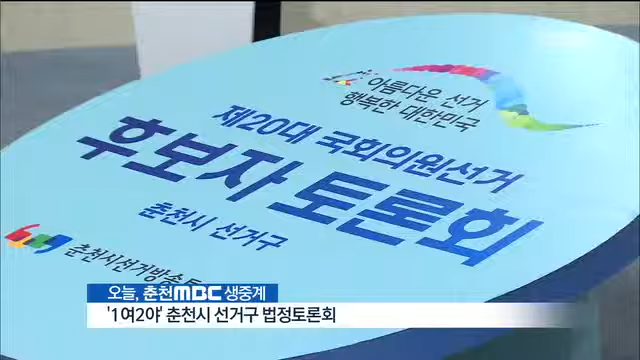 아름다운 선거
행복한 대한민국
제20대 국회의원선거
후보자 토론회
춘천시 선거구
춘천시선거방송토
오늘, 춘천MBC 생중계
'1여2야' 춘천시 선거구 법정토론회